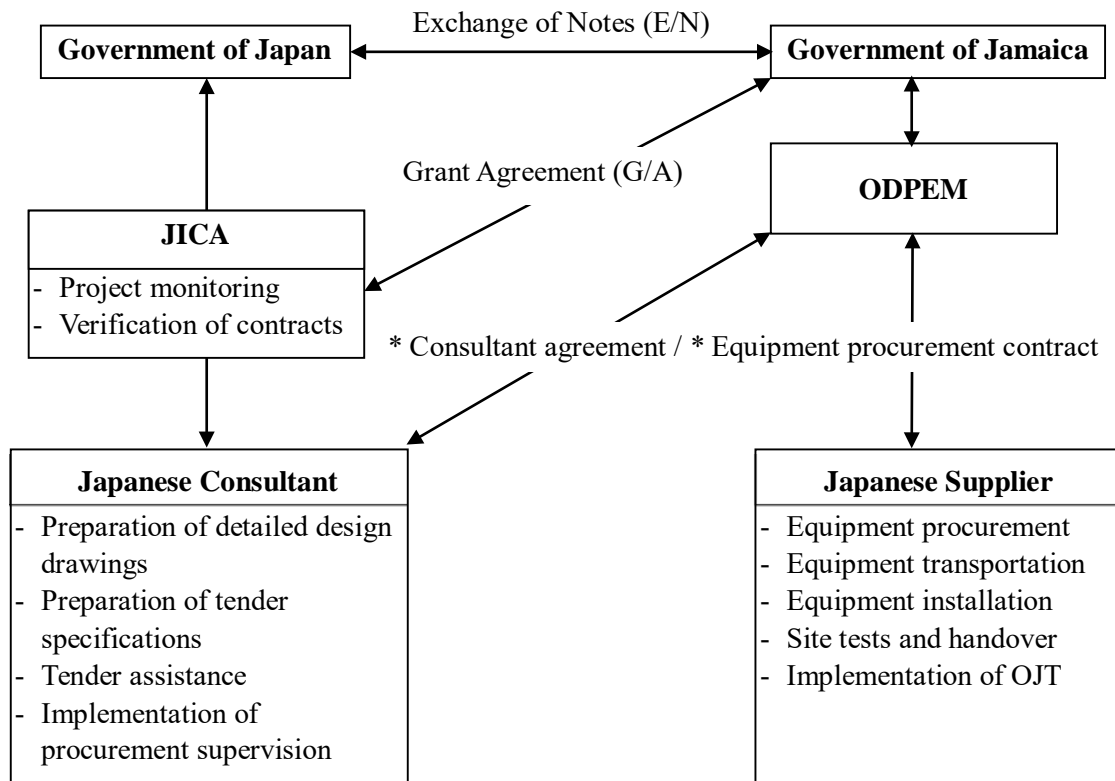 Exchange of Notes (E/N)
Government of Japan
Government of Jamaica
Grant Agreement (G/A)
ODPEM
JICA
- Project monitoring
- Verification of contracts
* Consultant agreement / * Equipment procurement contract
Japanese Consultant
- Preparation of detailed design
drawings
- Preparation of tender
specifications
- Tender assistance
- Implementation of
procurement supervision
Japanese Supplier
- Equipment procurement
- Equipment transportation
- Equipment installation
- Site tests and handover
- Implementation of OJT